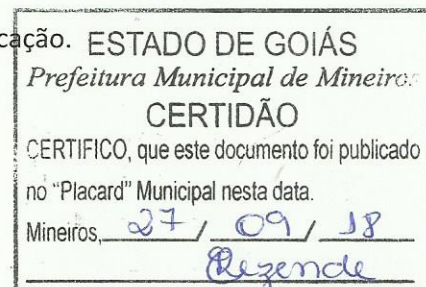 cação.
ESTADO DE GOIÁS
Prefeitura Municipal de Mineiros
CERTIDÃO
CERTIFICO, que este documento foi publicado
no "Placard" Municipal nesta data.
Mineiros, 27 / 09 / 18
Rezende